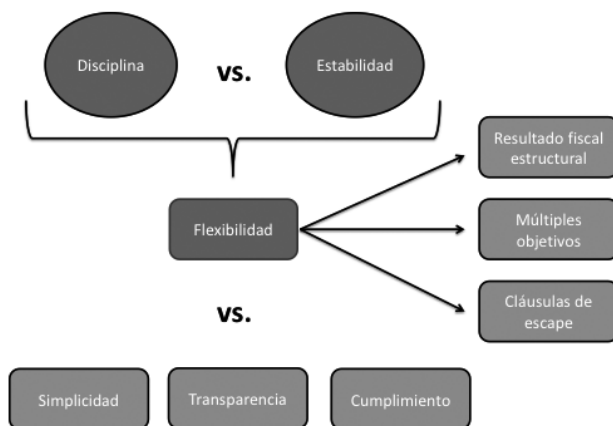 Disciplina
vs.
Estabilidad
Resultado fiscal
estructural
Flexibilidad
Múltiples
objetivos
Cláusulas de
escape
vs.
Simplicidad
Transparencia
Cumplimiento